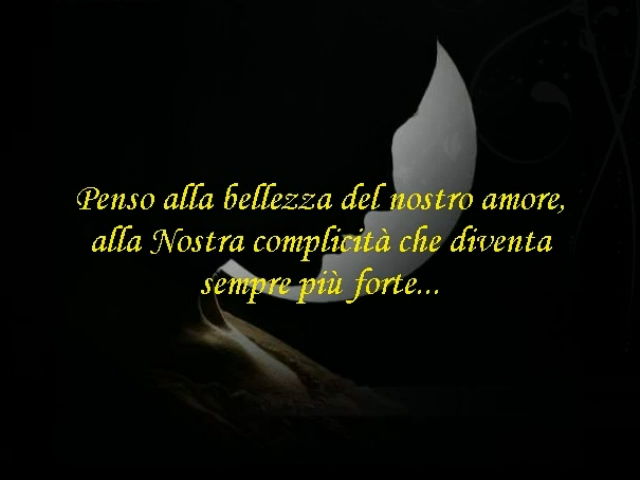 Penso alla bellezza del nostro amore,
alla Nostra complicità che diventa
sempre più forte...